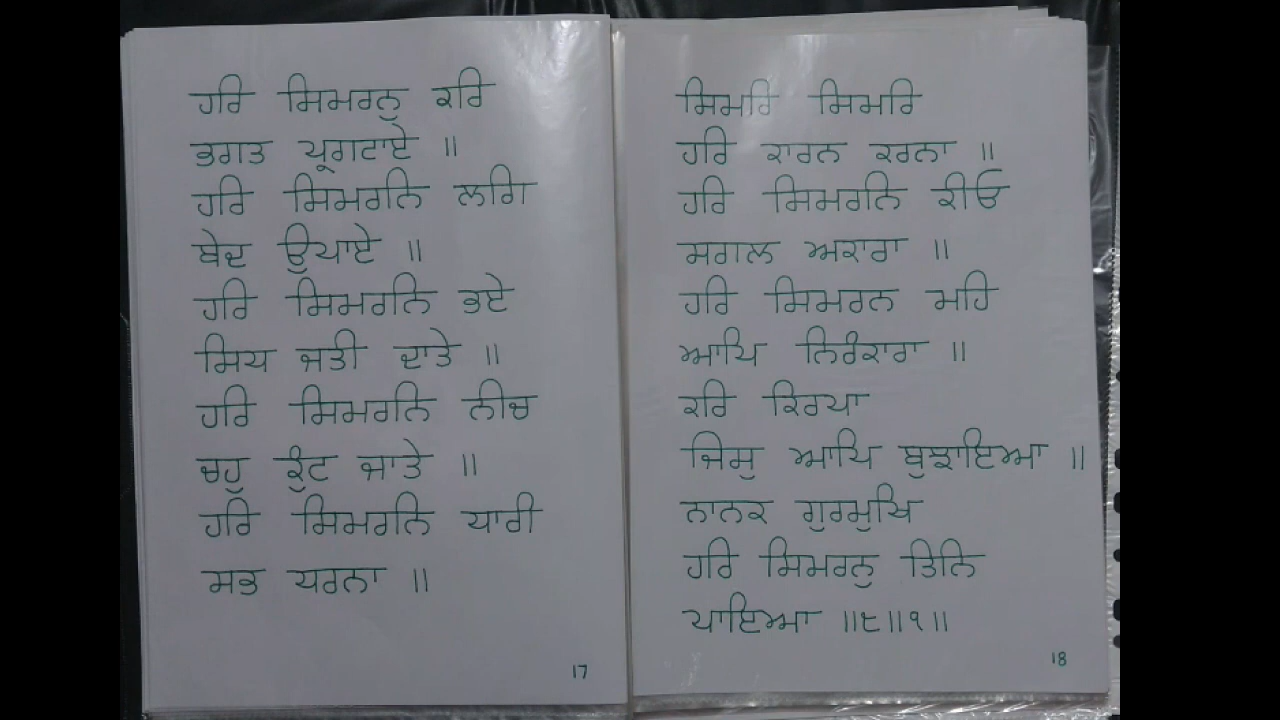 ਹਰਿ ਸਿਮਰਨੁ ਕਰਿ
ਭਗਤ ਪ੍ਰਗਟਾਏ ॥
ਹਰਿ ਸਿਮਰਨਿ ਲਗਿ
ਬੇਦ ਉਪਾਏ ॥
ਹਰਿ ਸਿਮਰਨਿ ਭਏ
ਸਿਧ ਜਤੀ ਦਾਤੇ ॥
ਹਰਿ ਸਿਮਰਨਿ ਨੀਚ
ਚਹੁ ਕੁੰਟ ਜਾਤੇ ॥
ਹਰਿ ਸਿਮਰਨਿ ਧਾਰੀ
ਸਭ ਧਰਨਾ ॥
17
ਸਿਮਰਿ ਸਿਮਰਿ
ਹਰਿ ਕਾਰਨ ਕਰਨਾ ॥
ਹਰਿ ਸਿਮਰਨਿ ਕੀਓ
ਸਗਲ ਅਕਾਰਾ ॥
ਹਰਿ ਸਿਮਰਨ ਮਹਿ
ਆਪਿ ਨਿਰੰਕਾਰਾ ॥
ਕਰਿ ਕਿਰਪਾ
ਜਿਸੁ ਆਪਿ ਬੁਝਾਇਆ ॥
ਨਾਨਕ ਗੁਰਮੁਖਿ
ਹਰਿ ਸਿਮਰਨੁ ਤਿਨਿ
ਪਾਇਆ ॥੮॥੧॥
18